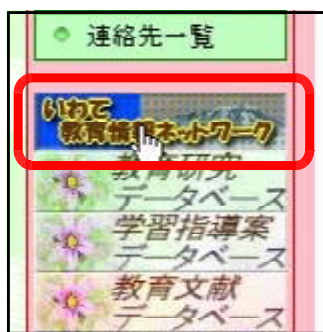 連絡先一覧
いわて
教育情報ネットワーク
教育研究
データベース
学習指導案
データベース
教育文献
データベース